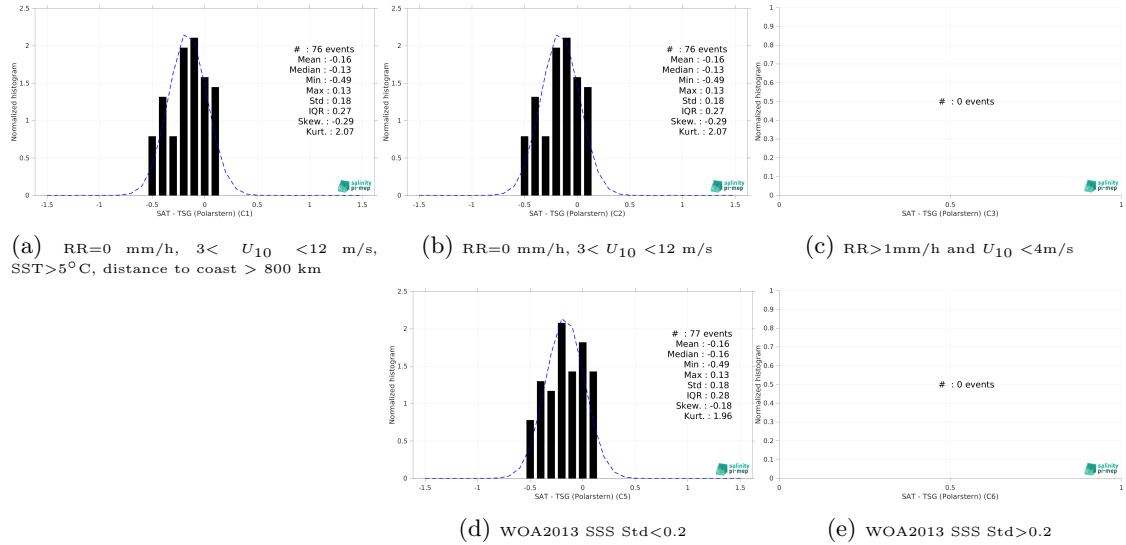 2.5
2
1.5
1
0.5
0
Normalized histogram
# : 76 events
Mean : -0.16
Median : -0.13
Min : -0.49
Max : 0.13
Std : 0.18
IQR : 0.27
Skew. : -0.29
Kurt. : 2.07
salinity
pi-mep
-1.5 -1 -0.5 0 0.5 1 1.5
SAT - TSG (Polarstern) (C1)
(a) RR=0 mm/h, 3< U10 <12 m/s,
SST>5°C, distance to coast > 800 km
2.5
2
1.5
1
0.5
0
Normalized histogram
# : 76 events
Mean : -0.16
Median : -0.13
Min : -0.49
Max : 0.13
Std : 0.18
IQR : 0.27
Skew. : -0.29
Kurt. : 2.07
salinity
pi-mep
-1.5 -1 -0.5 0 0.5 1 1.5
SAT - TSG (Polarstern) (C2)
(b) RR=0 mm/h, 3< U10 <12 m/s
1
0.9
0.8
0.7
0.6
0.5
0.4
0.3
0.2
0.1
0
Normalized histogram
# : 0 events
salinity
pi-mep
0 0.5 1
SAT - TSG (Polarstern) (C3)
(c) RR>1mm/h and U10 <4m/s
2.5
2
1.5
1
0.5
0
Normalized histogram
# : 77 events
Mean : -0.16
Median : -0.16
Min : -0.49
Max : 0.13
Std : 0.18
IQR : 0.28
Skew. : -0.18
Kurt. : 1.96
salinity
pi-mep
-1.5 -1 -0.5 0 0.5 1 1.5
SAT - TSG (Polarstern) (C5)
(d) WOA2013 SSS Std<0.2
1
0.9
0.8
0.7
0.6
0.5
0.4
0.3
0.2
0.1
0
Normalized histogram
# : 0 events
salinity
pi-mep
0 0.5 1
SAT - TSG (Polarstern) (C6)
(e) WOA2013 SSS Std>0.2